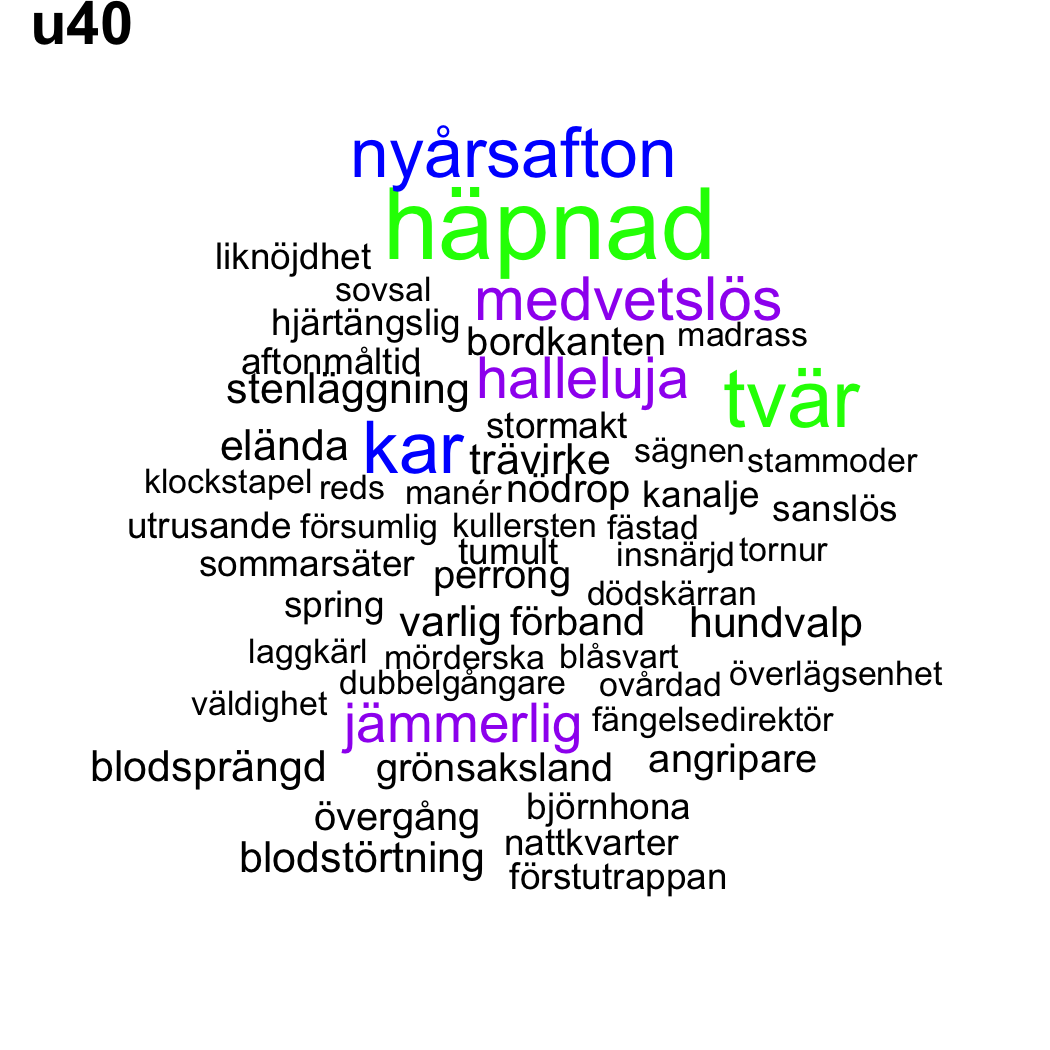 u40
nyårsafton
häpnad
liknöjdhet
sovsal medvetslös
hjärtängslig bordkanten madrass
aftonmåltid
stenläggning halleluja tvär
stormakt
elända kar trävirke sägnen stammoder
klockstapel reds manér nödrop kanalje sanslös
utrusande försumlig kullersten fästad
tumult insnärjd tornur
sommarsäter perrong
spring dödskärran
varlig förband hundvalp
laggkärl mörderska blåsvart
dubbelgångare ovårdad överlägsenhet
väldighet jämmerlig fängelsedirektör
blodsprängd grönsaksland angripare
övergång björnhona
blodstörtning nattkvarter
förstutrappan